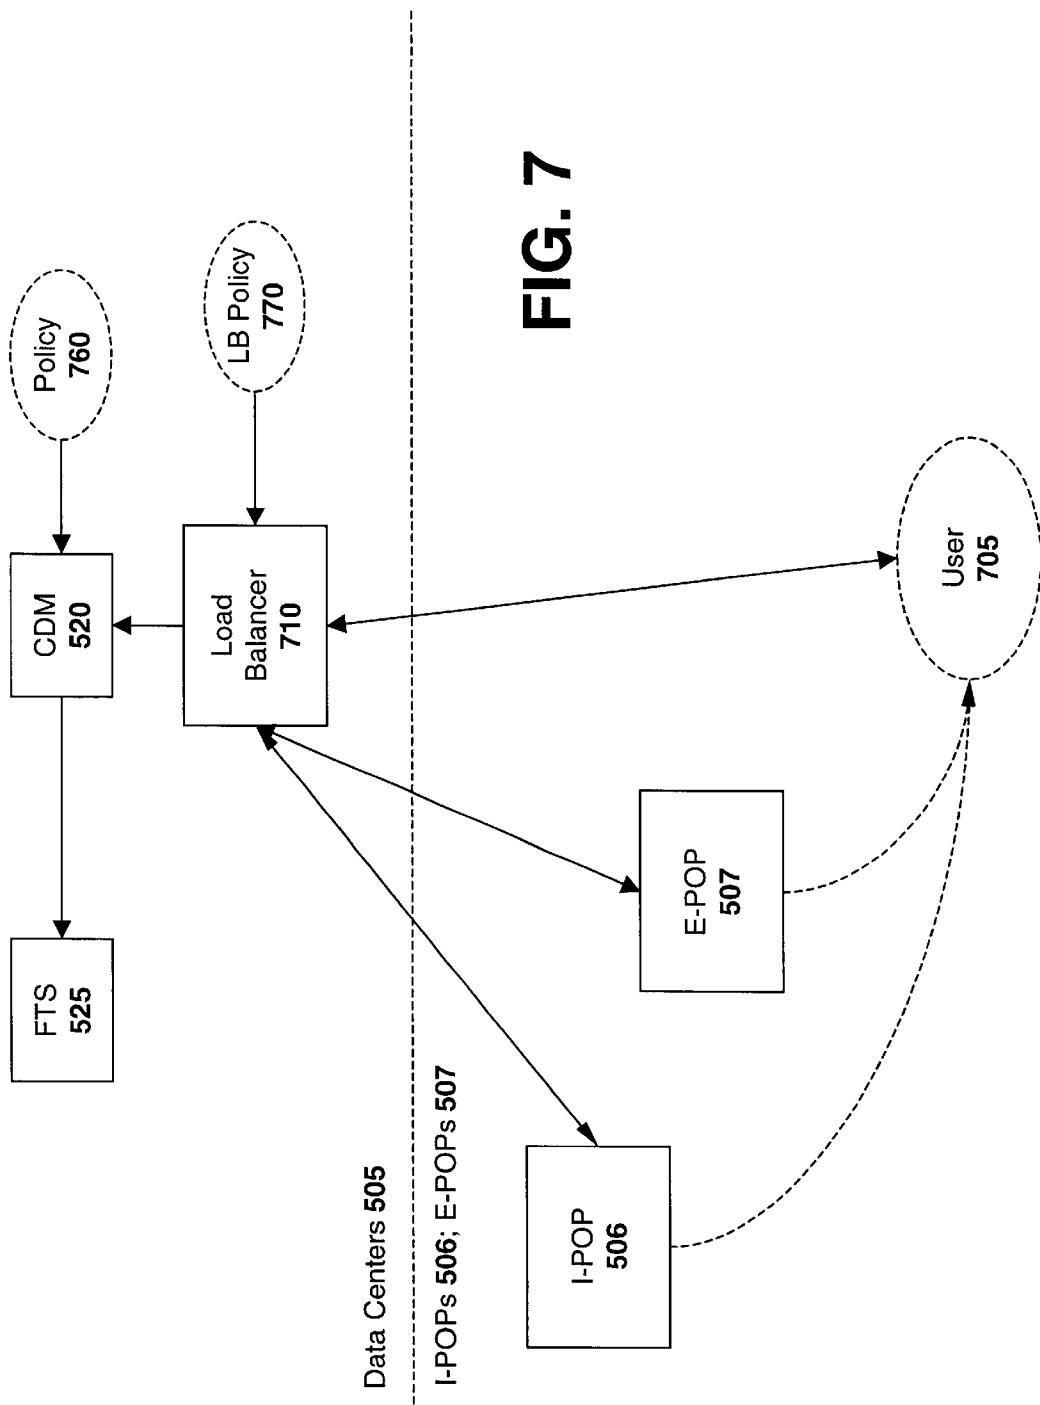 FTS
525
CDM
520
Policy
760
Load
Balancer
710
LB Policy
770
Data Centers 505
I-POPs 506; E-POPs 507
FIG. 7
I-POP
506
E-POP
507
User
705